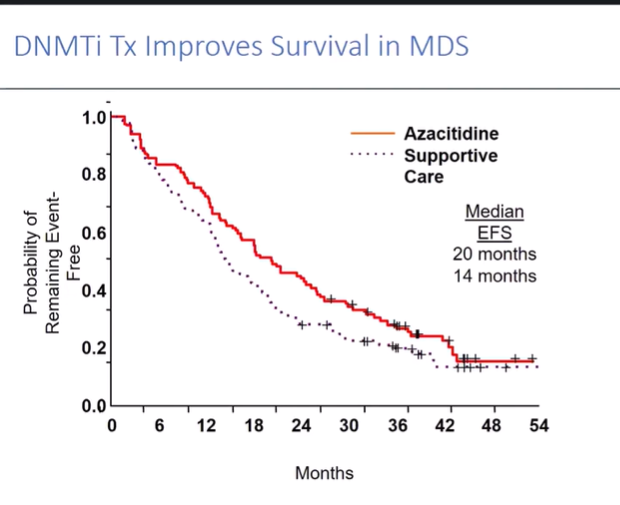 DNMTi Tx Improves Survival in MDS
Probability of
Remaining Event-
Free
1.0
0.8
0.6
0.4
0.2
0.0
Azacitidine
Supportive
Care
Median
EFS
20 months
14 months
0 6 12 18 24 30 36 42 48 54
Months